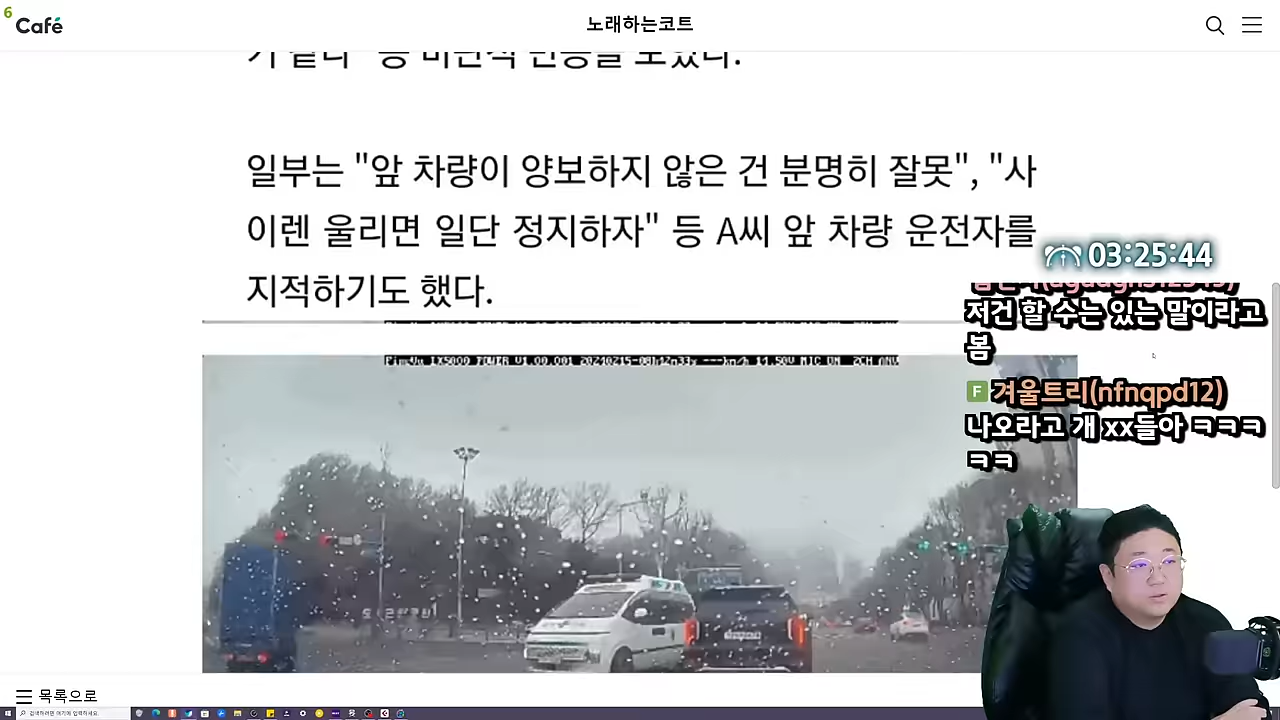 6
Café
노래하는코트
일부는 "앞 차량이 양보하지 않은 건 분명히 잘못", "사
이렌 울리면 일단 정지하자" 등 A씨 앞 차량 운전자를
지적하기도 했다.
03:25:44
저건 할 수는 있는 말이라고
봄
F 겨울트리(nfnqpd12)
나오라고 개 xx들아 ㅋㅋㅋ
ㅋㅋ
목록으로